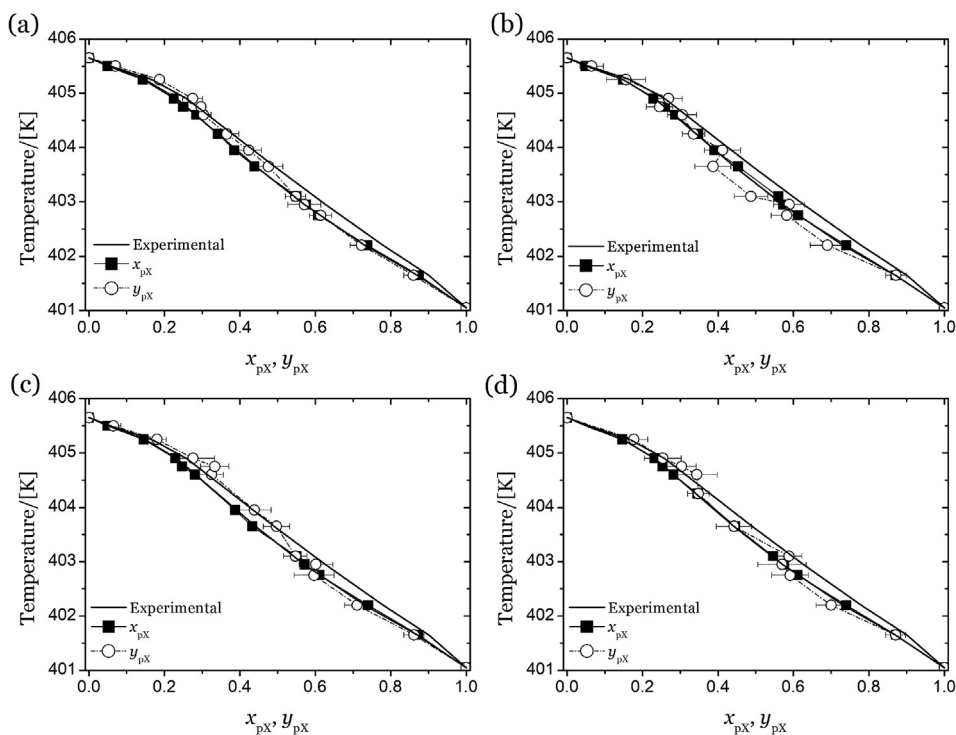 (a)
406
405
404
403
402
401
Temperature/[K]
Experimental
xpX
ypX
0.0 0.2 0.4 0.6 0.8 1.0
xpX, ypX
(b)
406
405
404
403
402
401
Temperature/[K]
Experimental
xpX
ypX
0.0 0.2 0.4 0.6 0.8 1.0
xpX, ypX
(c)
406
405
404
403
402
401
Temperature/[K]
Experimental
xpX
ypX
0.0 0.2 0.4 0.6 0.8 1.0
xpX, ypX
(d)
406
405
404
403
402
401
Temperature/[K]
Experimental
xpX
ypX
0.0 0.2 0.4 0.6 0.8 1.0
xpX, ypX